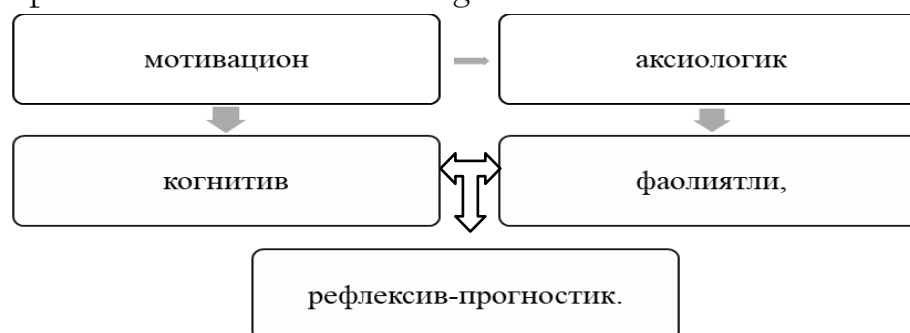 мотивацион
аксиологик
когнитив
фаолиятли,
рефлексив-прогностик.